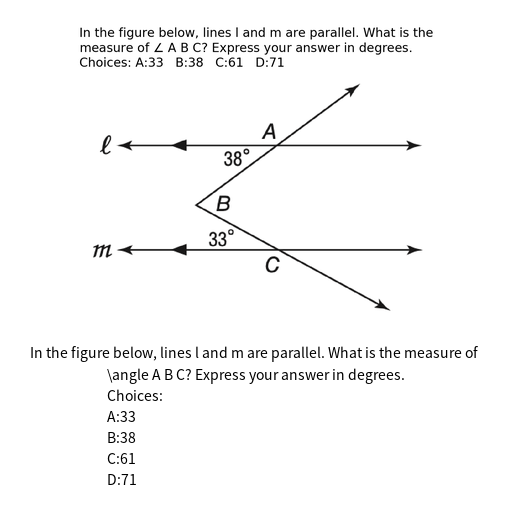 In the figure below, lines l and m are parallel. What is the
measure of ∠ A B C? Express your answer in degrees.
Choices: A:33 B:38 C:61 D:71
A
ℓ
38°
B
33°
m
C
In the figure below, lines l and m are parallel. What is the measure of
\angle A B C? Express your answer in degrees.
Choices:
A:33
B:38
C:61
D:71